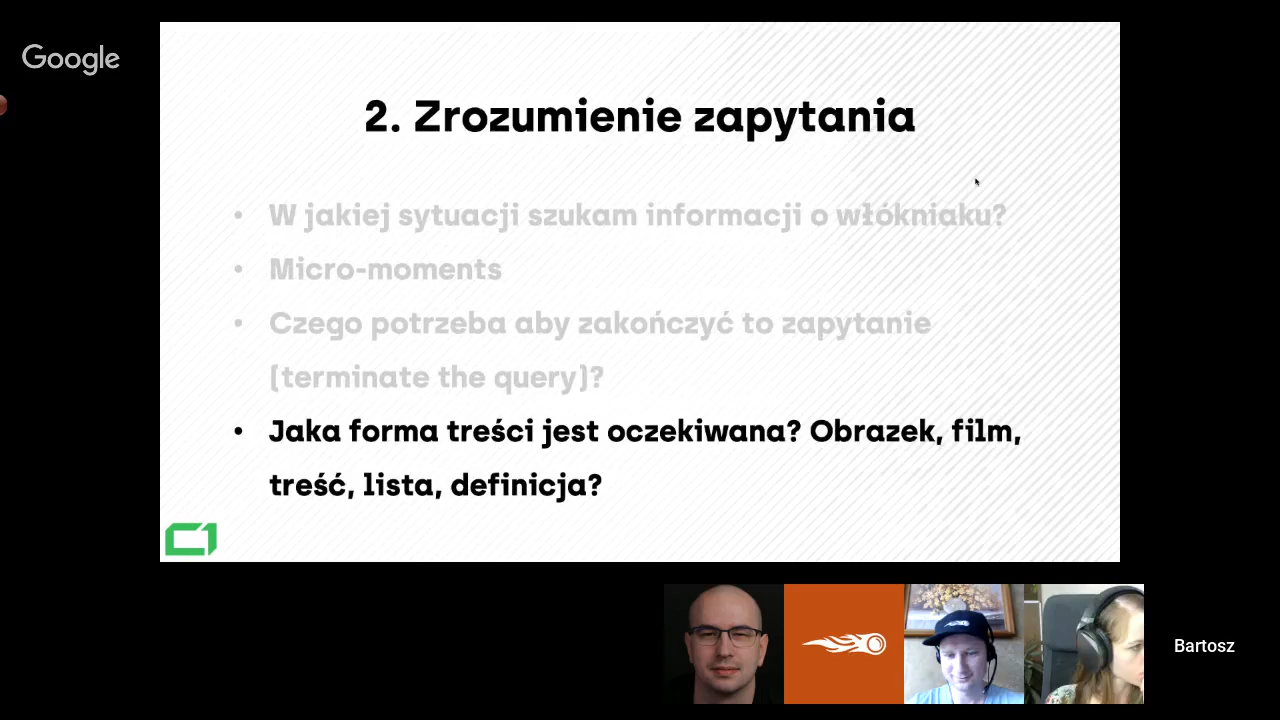 Google
2. Zrozumienie zapytania
• W jakiej sytuacji szukam informacji o włókniaku?
• Micro-moments
• Czego potrzeba aby zakończyć to zapytanie
(terminate the query)?
• Jaka forma treści jest oczekiwana? Obrazek, film,
treść, lista, definicja?
Bartosz